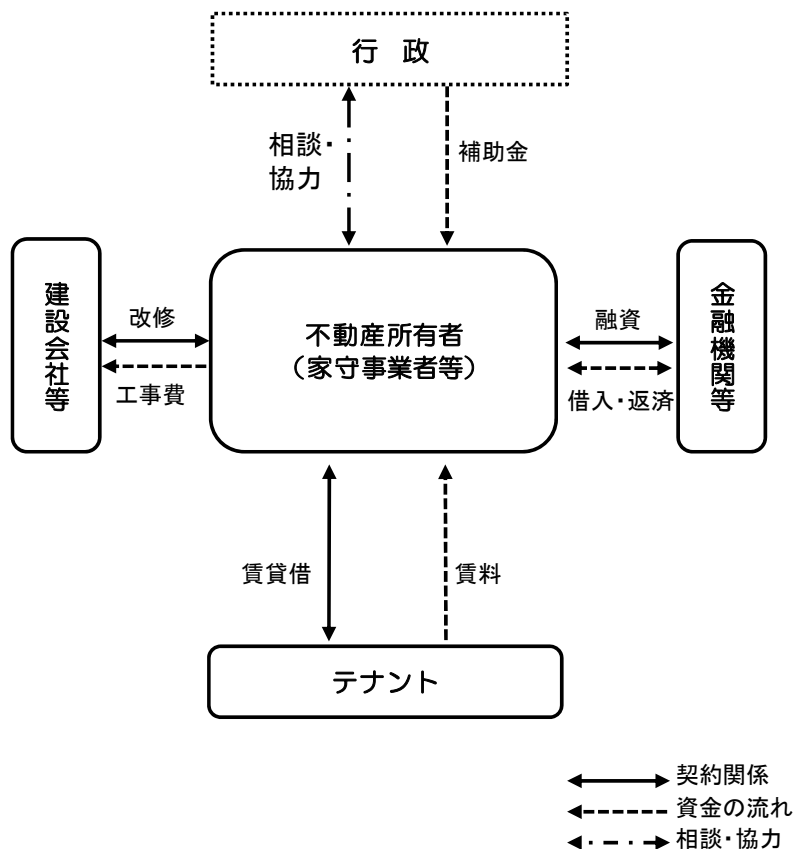 行 政
相談・
協力
補助金
建設会社等
改修
工事費
不動産所有者
（家守事業者等）
融資
借入・返済
金融機関等
賃貸借
賃料
テナント
契約関係
資金の流れ
相談・協力